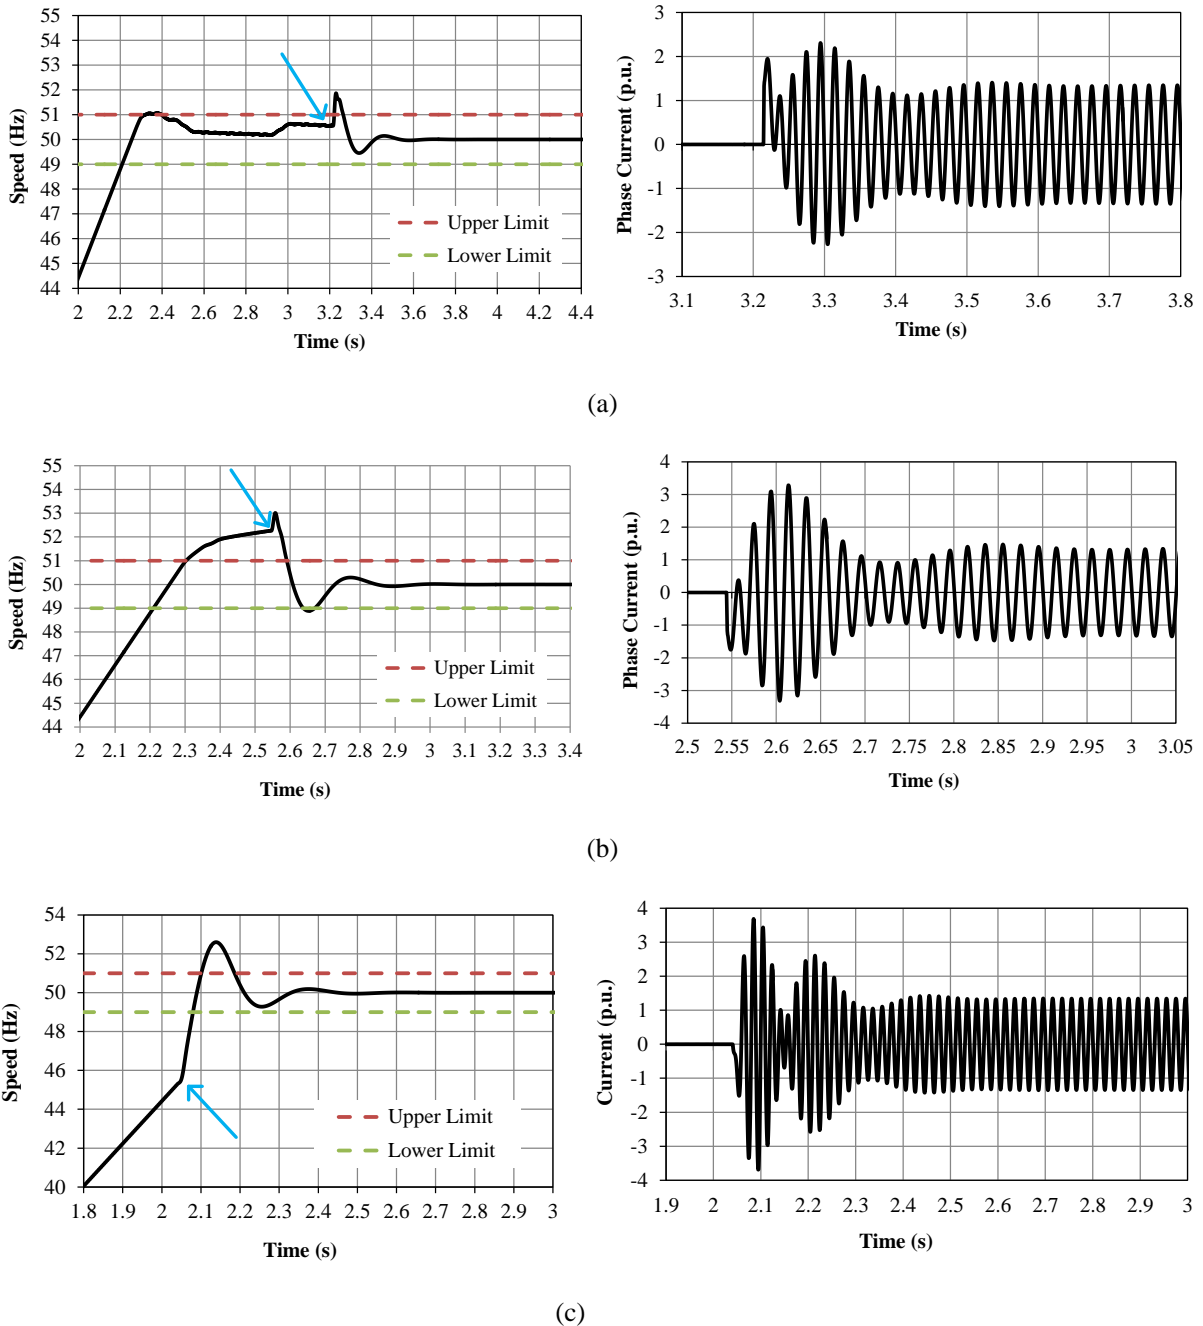 55
54
53
52
51
50
49
48
47
46
45
44
Speed (Hz)
Upper Limit
Lower Limit
2 2.2 2.4 2.6 2.8 3 3.2 3.4 3.6 3.8 4 4.2 4.4
Time (s)
3
2
1
0
-1
-2
-3
Phase Current (p.u.)
3.1 3.2 3.3 3.4 3.5 3.6 3.7 3.8
Time (s)
(a)
55
54
53
52
51
50
49
48
47
46
45
44
Speed (Hz)
Upper Limit
Lower Limit
2 2.1 2.2 2.3 2.4 2.5 2.6 2.7 2.8 2.9 3 3.1 3.2 3.3 3.4
Time (s)
4
3
2
1
0
-1
-2
-3
-4
Phase Current (p.u.)
2.5 2.55 2.6 2.65 2.7 2.75 2.8 2.85 2.9 2.95 3 3.05
Time (s)
(b)
54
52
50
48
46
44
42
40
Speed (Hz)
Upper Limit
Lower Limit
1.8 1.9 2 2.1 2.2 2.3 2.4 2.5 2.6 2.7 2.8 2.9 3
Time (s)
4
3
2
1
0
-1
-2
-3
-4
Current (p.u.)
1.9 2 2.1 2.2 2.3 2.4 2.5 2.6 2.7 2.8 2.9 3
Time (s)
(c)